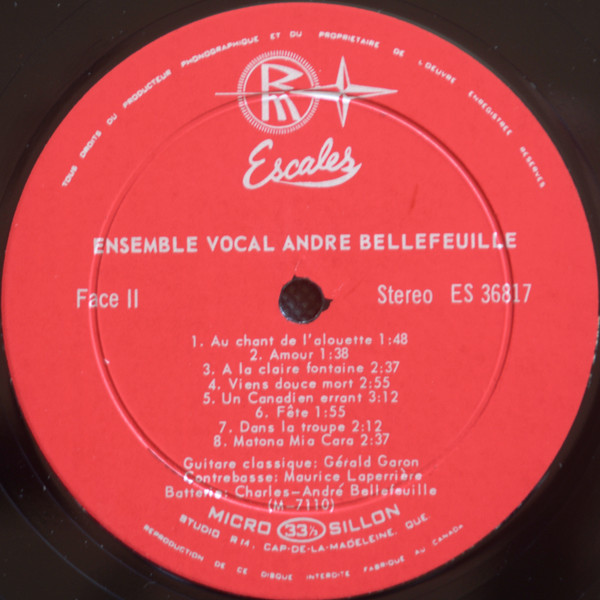 TOUS DROITS DU PRODUCTEUR PHONOGRAPHIQUE ET DU PROPRIETAIRE DE L'OEUVRE ENREGISTREE RESERVES
RM
Escales
ENSEMBLE VOCAL ANDRE BELLEFEUILLE
Face II
Stereo ES 36817
1. Au chant de l'alouette 1:48
2. Amour 1:38
3. A la claire fontaine 2:37
4. Viens douce mort 2:55
5. Un Canadien errant 3:12
6. Fête 1:55
7. Dans la troupe 2:12
8. Matona Mia Cara 2:37
Guitare classique: Gérald Garon
Contrebasse: Maurice Laperrière
Batterie: Charles-André Bellefeuille
(M-7110)
MICRO 33⅓ SILLON
STUDIO R 14, CAP-DE-LA-MADELEINE, QUE.
REPRODUCTION DE CE DISQUE INTERDITE FABRIQUE AU CANADA